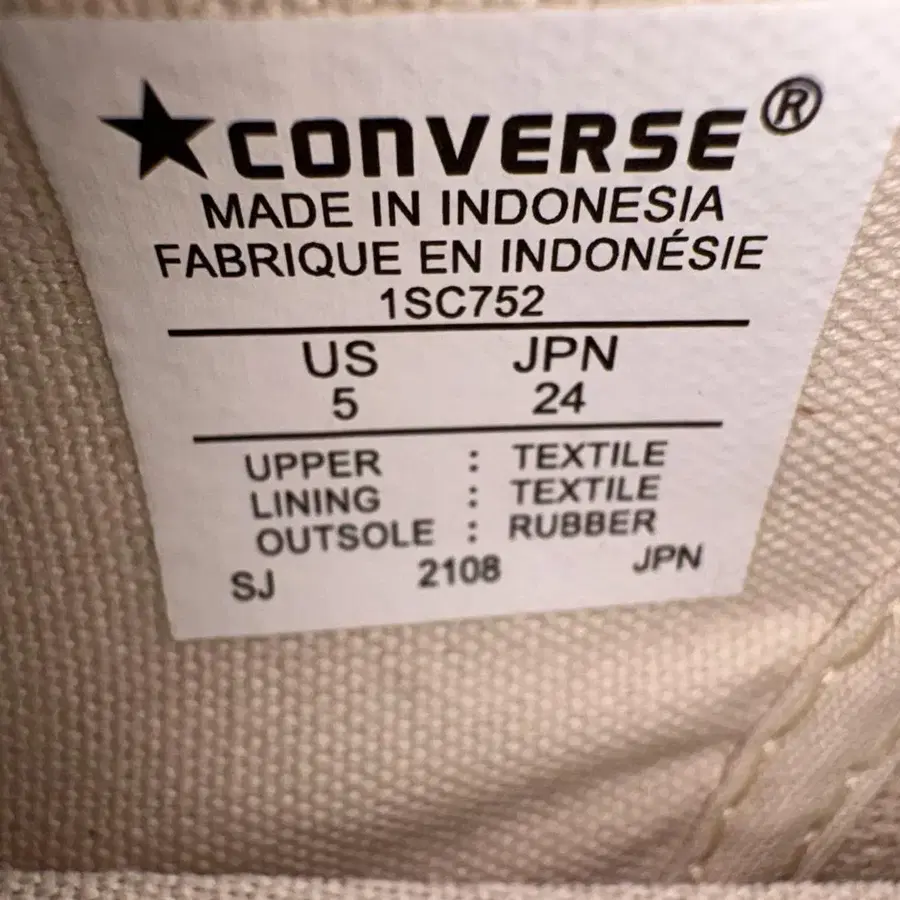 ★CONVERSE®
MADE IN INDONESIA
FABRIQUE EN INDONÉSIE
1SC752
US JPN
5 24
UPPER : TEXTILE
LINING : TEXTILE
OUTSOLE : RUBBER
SJ 2108 JPN